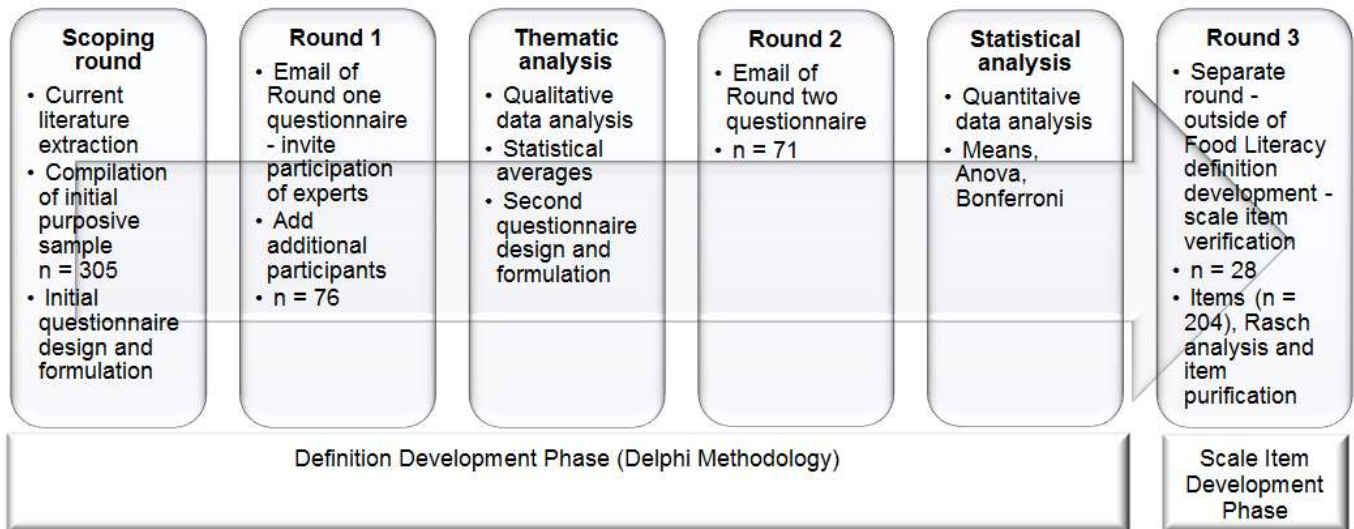 Scoping
round
• Current
literature
extraction
• Compilation
of initial
purposive
sample
n = 305
• Initial
questionnaire
design and
formulation
Round 1
• Email of
Round one
questionnaire
- invite
participation
of experts
• Add
additional
participants
• n = 76
Thematic
analysis
• Qualitative
data analysis
• Statistical
averages
• Second
questionnaire
design and
formulation
Round 2
• Email of
Round two
questionnaire
• n = 71
Statistical
analysis
• Quantitaive
data analysis
• Means,
Anova,
Bonferroni
Round 3
• Separate
round -
outside of
Food Literacy
definition
development -
scale item
verification
• n = 28
• Items (n =
204), Rasch
analysis and
item
purification
Definition Development Phase (Delphi Methodology)
Scale Item
Development
Phase